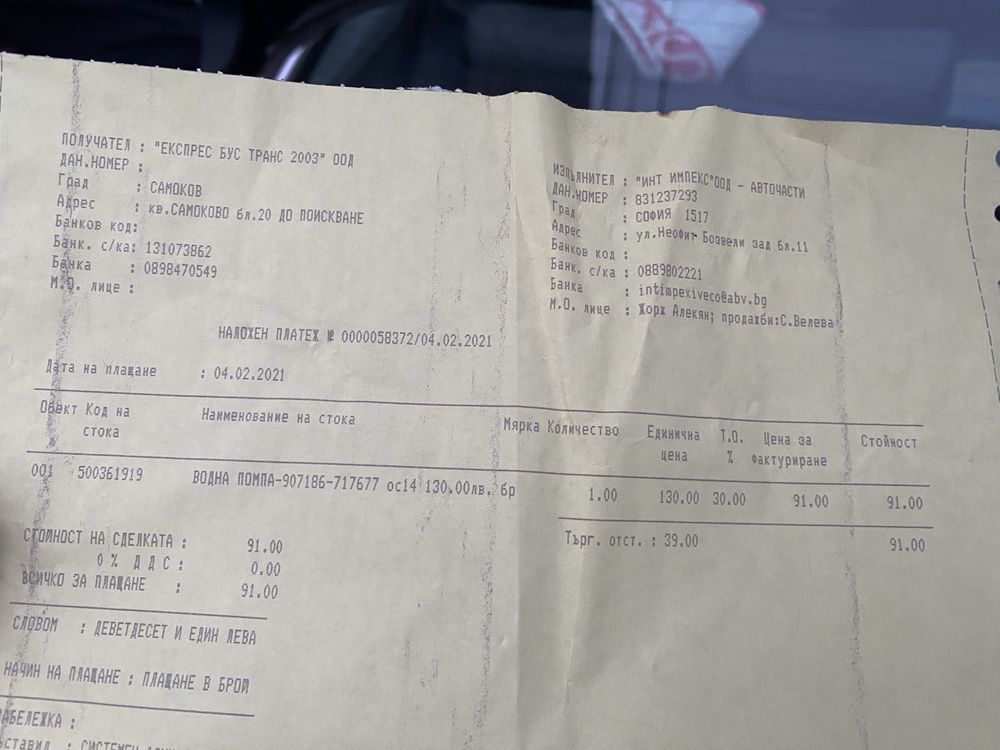 ПОЛУЧАТЕЛ : "ЕКСПРЕС БУС ТРАНС 2003" ООД
ДАН.НОМЕР :
Град : САМОКОВ
Адрес : кв.САМОКОВО бл.20 ДО ПОИСКВАНЕ
Банков код:
Банк. с/ка: 131073862
Банка : 0898470549
М.О. лице :
ИЗПЪЛНИТЕЛ : "ИНТ ИМПЕКС"ООД - АВТОЧАСТИ
ДАН.НОМЕР : 831237293
Град : СОФИЯ 1517
Адрес : ул.Неофит Бозвели зад бл.11
Банков код :
Банк. с/ка : 0889802221
Банка : intimpexiveco@abv.bg
М.О. лице : Жорж Алекян; продажби:С.Велева
НАЛОЖЕН ПЛАТЕЖ № 0000058372/04.02.2021
Дата на плащане : 04.02.2021
Обект Код на стока Наименование на стока Мярка Количество Единична цена Т.О. % Цена за фактуриране Стойност
001 500361919 ВОДНА ПОМПА-907186-717677 ос14 130.00лв. бр 1.00 130.00 30.00 91.00 91.00
Търг. отст. : 39.00 91.00
СТОЙНОСТ НА СДЕЛКАТА : 91.00
0 % Д Д С : 0.00
ВСИЧКО ЗА ПЛАЩАНЕ : 91.00
СЛОВОМ : ДЕВЕТДЕСЕТ И ЕДИН ЛЕВА
НАЧИН НА ПЛАЩАНЕ : ПЛАЩАНЕ В БРОЙ
ЗАБЕЛЕЖКА :